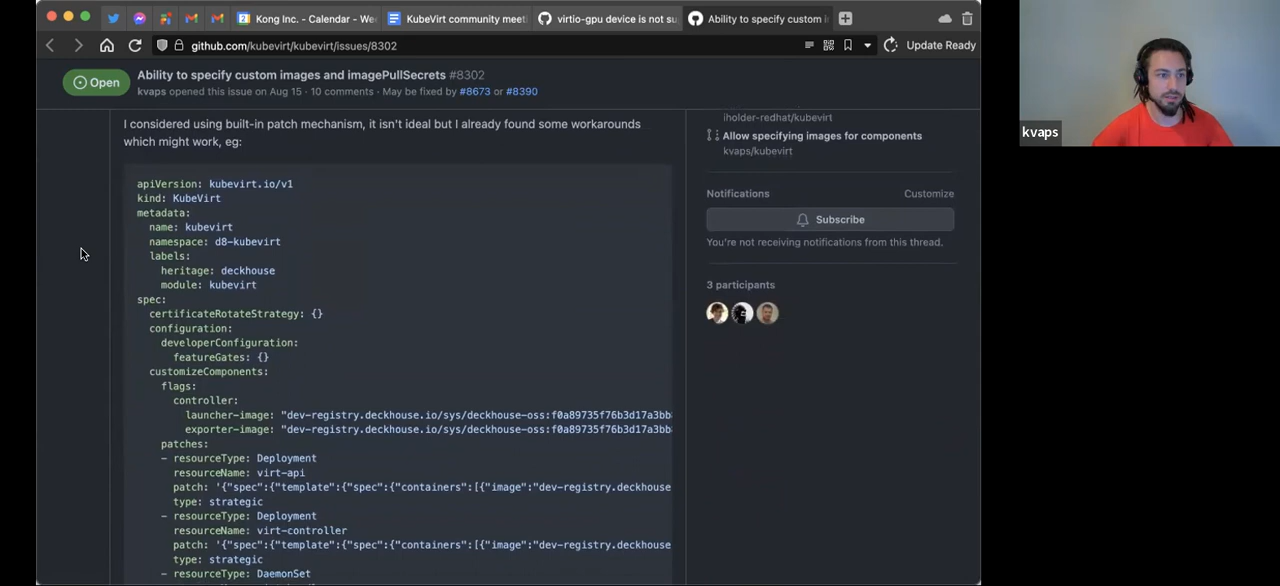 Kong Inc. - Calendar - We
KubeVirt community meet
virtio-gpu device is not su
Ability to specify custom i
github.com/kubevirt/kubevirt/issues/8302
Update Ready
Open
Ability to specify custom images and imagePullSecrets #8302
kvaps opened this issue on Aug 15 · 10 comments · May be fixed by #8673 or #8390
I considered using built-in patch mechanism, it isn't ideal but I already found some workarounds
which might work, eg:
apiVersion: kubevirt.io/v1
kind: KubeVirt
metadata:
name: kubevirt
namespace: d8-kubevirt
labels:
heritage: deckhouse
module: kubevirt
spec:
certificateRotateStrategy: {}
configuration:
developerConfiguration:
featureGates: {}
customizeComponents:
flags:
controller:
launcher-image: "dev-registry.deckhouse.io/sys/deckhouse-oss:f0a89735f76b3d17a3bb
exporter-image: "dev-registry.deckhouse.io/sys/deckhouse-oss:f0a89735f76b3d17a3bb
patches:
- resourceType: Deployment
resourceName: virt-api
patch: '{"spec":{"template":{"spec":{"containers":[{"image":"dev-registry.deckhouse
type: strategic
- resourceType: Deployment
resourceName: virt-controller
patch: '{"spec":{"template":{"spec":{"containers":[{"image":"dev-registry.deckhouse
type: strategic
- resourceType: DaemonSet
iholder-redhat/kubevirt
Allow specifying images for components
kvaps/kubevirt
Notifications
Customize
Subscribe
You're not receiving notifications from this thread.
3 participants
kvaps